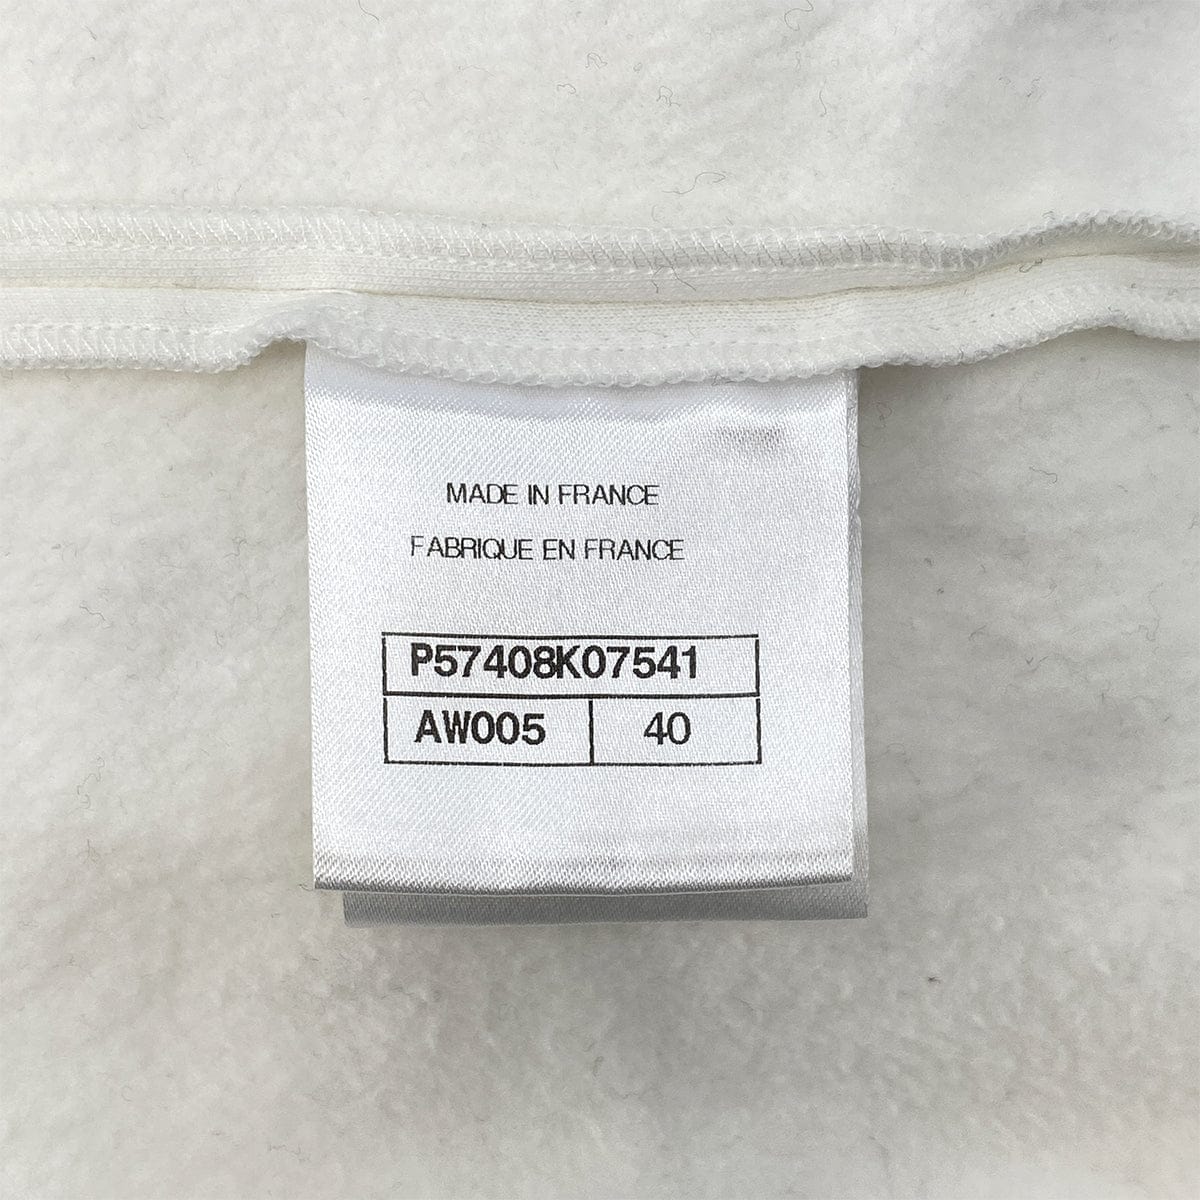 MADE IN FRANCE
FABRIQUE EN FRANCE
P57408K07541
AW005 40